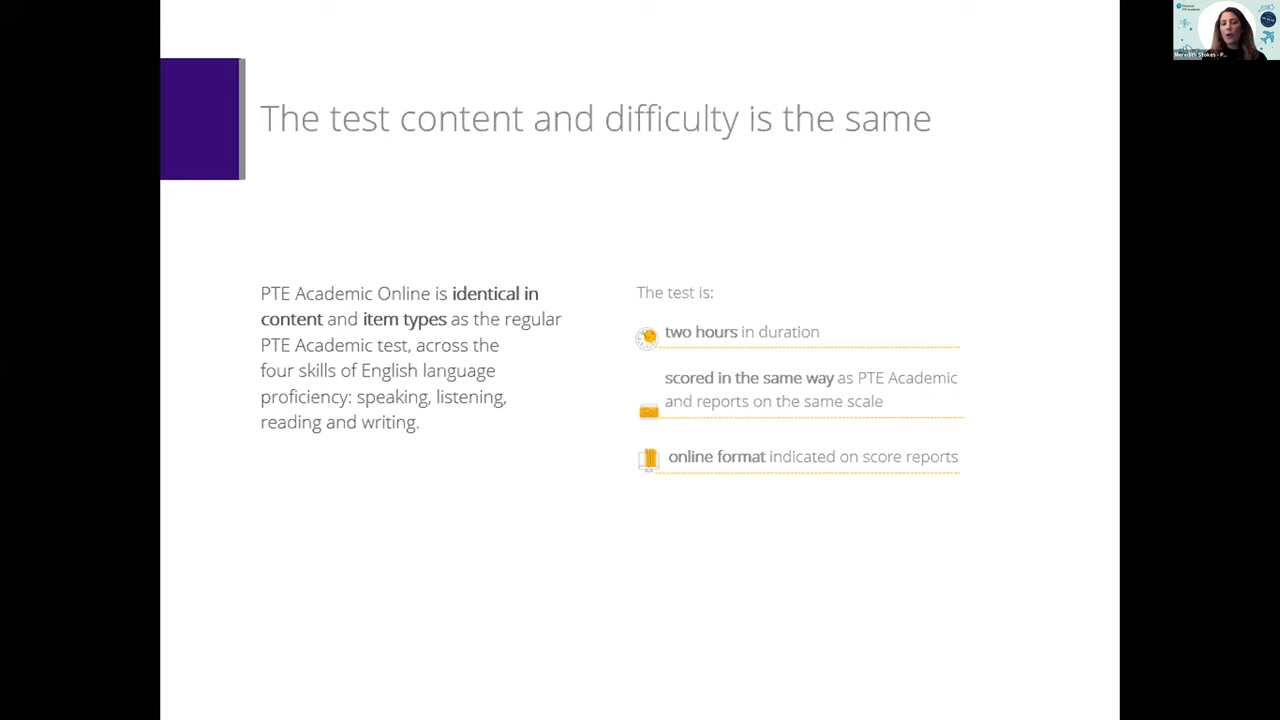 The test content and difficulty is the same
PTE Academic Online is identical in
content and item types as the regular
PTE Academic test, across the
four skills of English language
proficiency: speaking, listening,
reading and writing.
The test is:
two hours in duration
scored in the same way as PTE Academic
and reports on the same scale
online format indicated on score reports
Meredith Stokes - P...